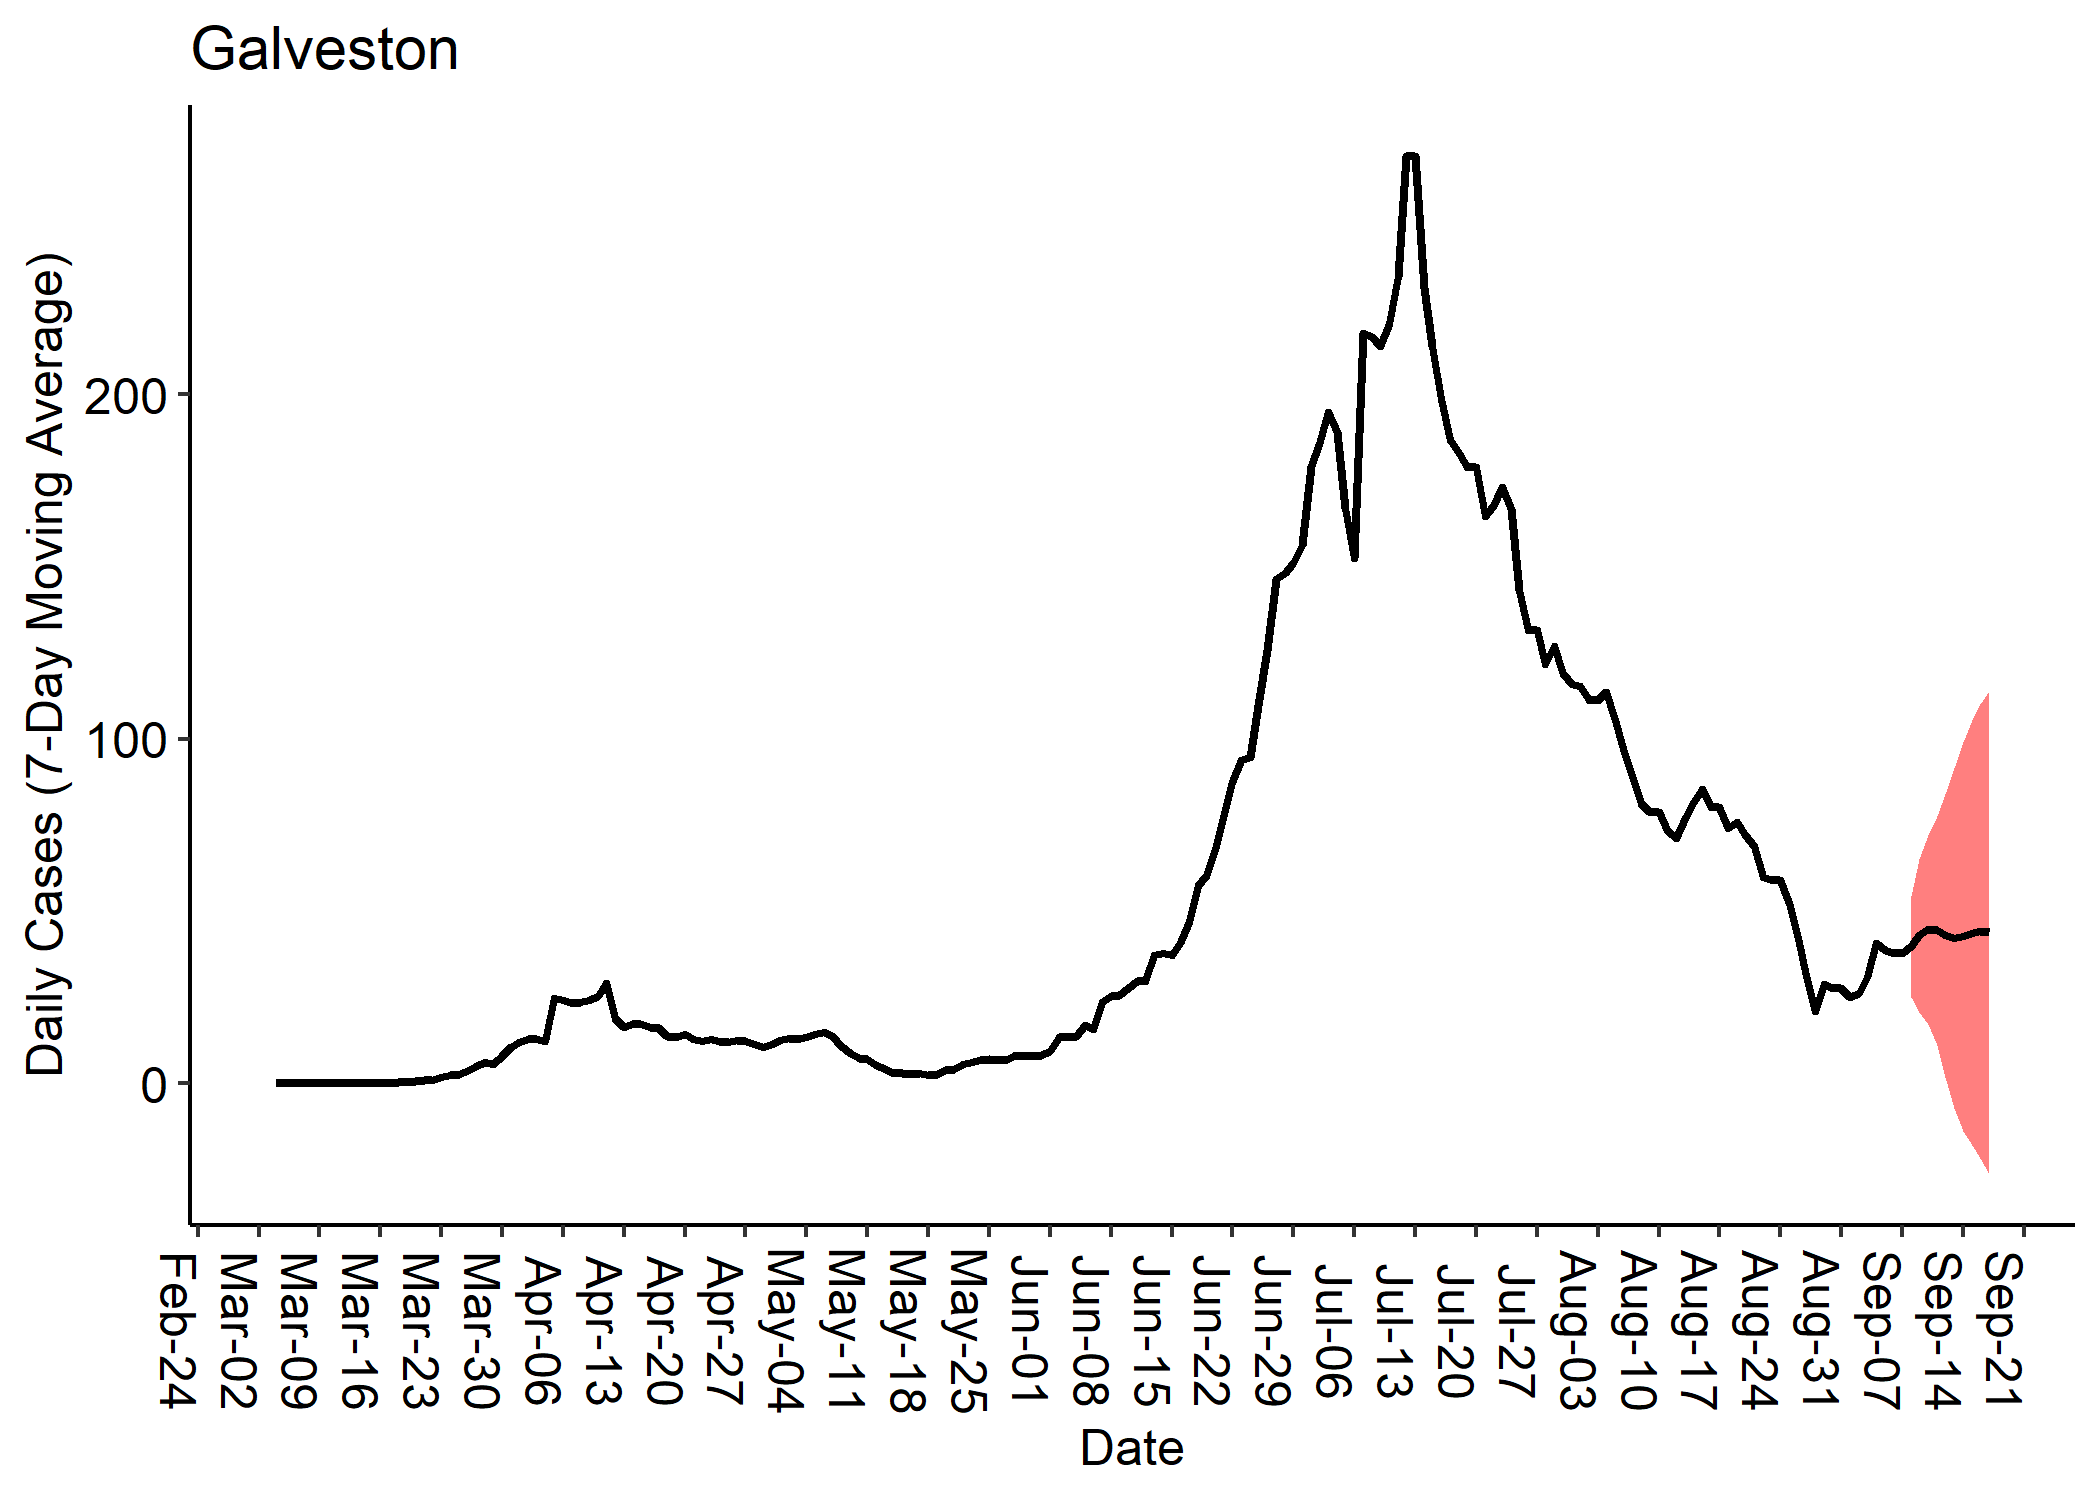 Galveston
Daily Cases (7-Day Moving Average)
200
100
0
Feb-24
Mar-02
Mar-09
Mar-16
Mar-23
Mar-30
Apr-06
Apr-13
Apr-20
Apr-27
May-04
May-11
May-18
May-25
Jun-01
Jun-08
Jun-15
Jun-22
Jun-29
Jul-06
Jul-13
Jul-20
Jul-27
Aug-03
Aug-10
Aug-17
Aug-24
Aug-31
Sep-07
Sep-14
Sep-21
Date